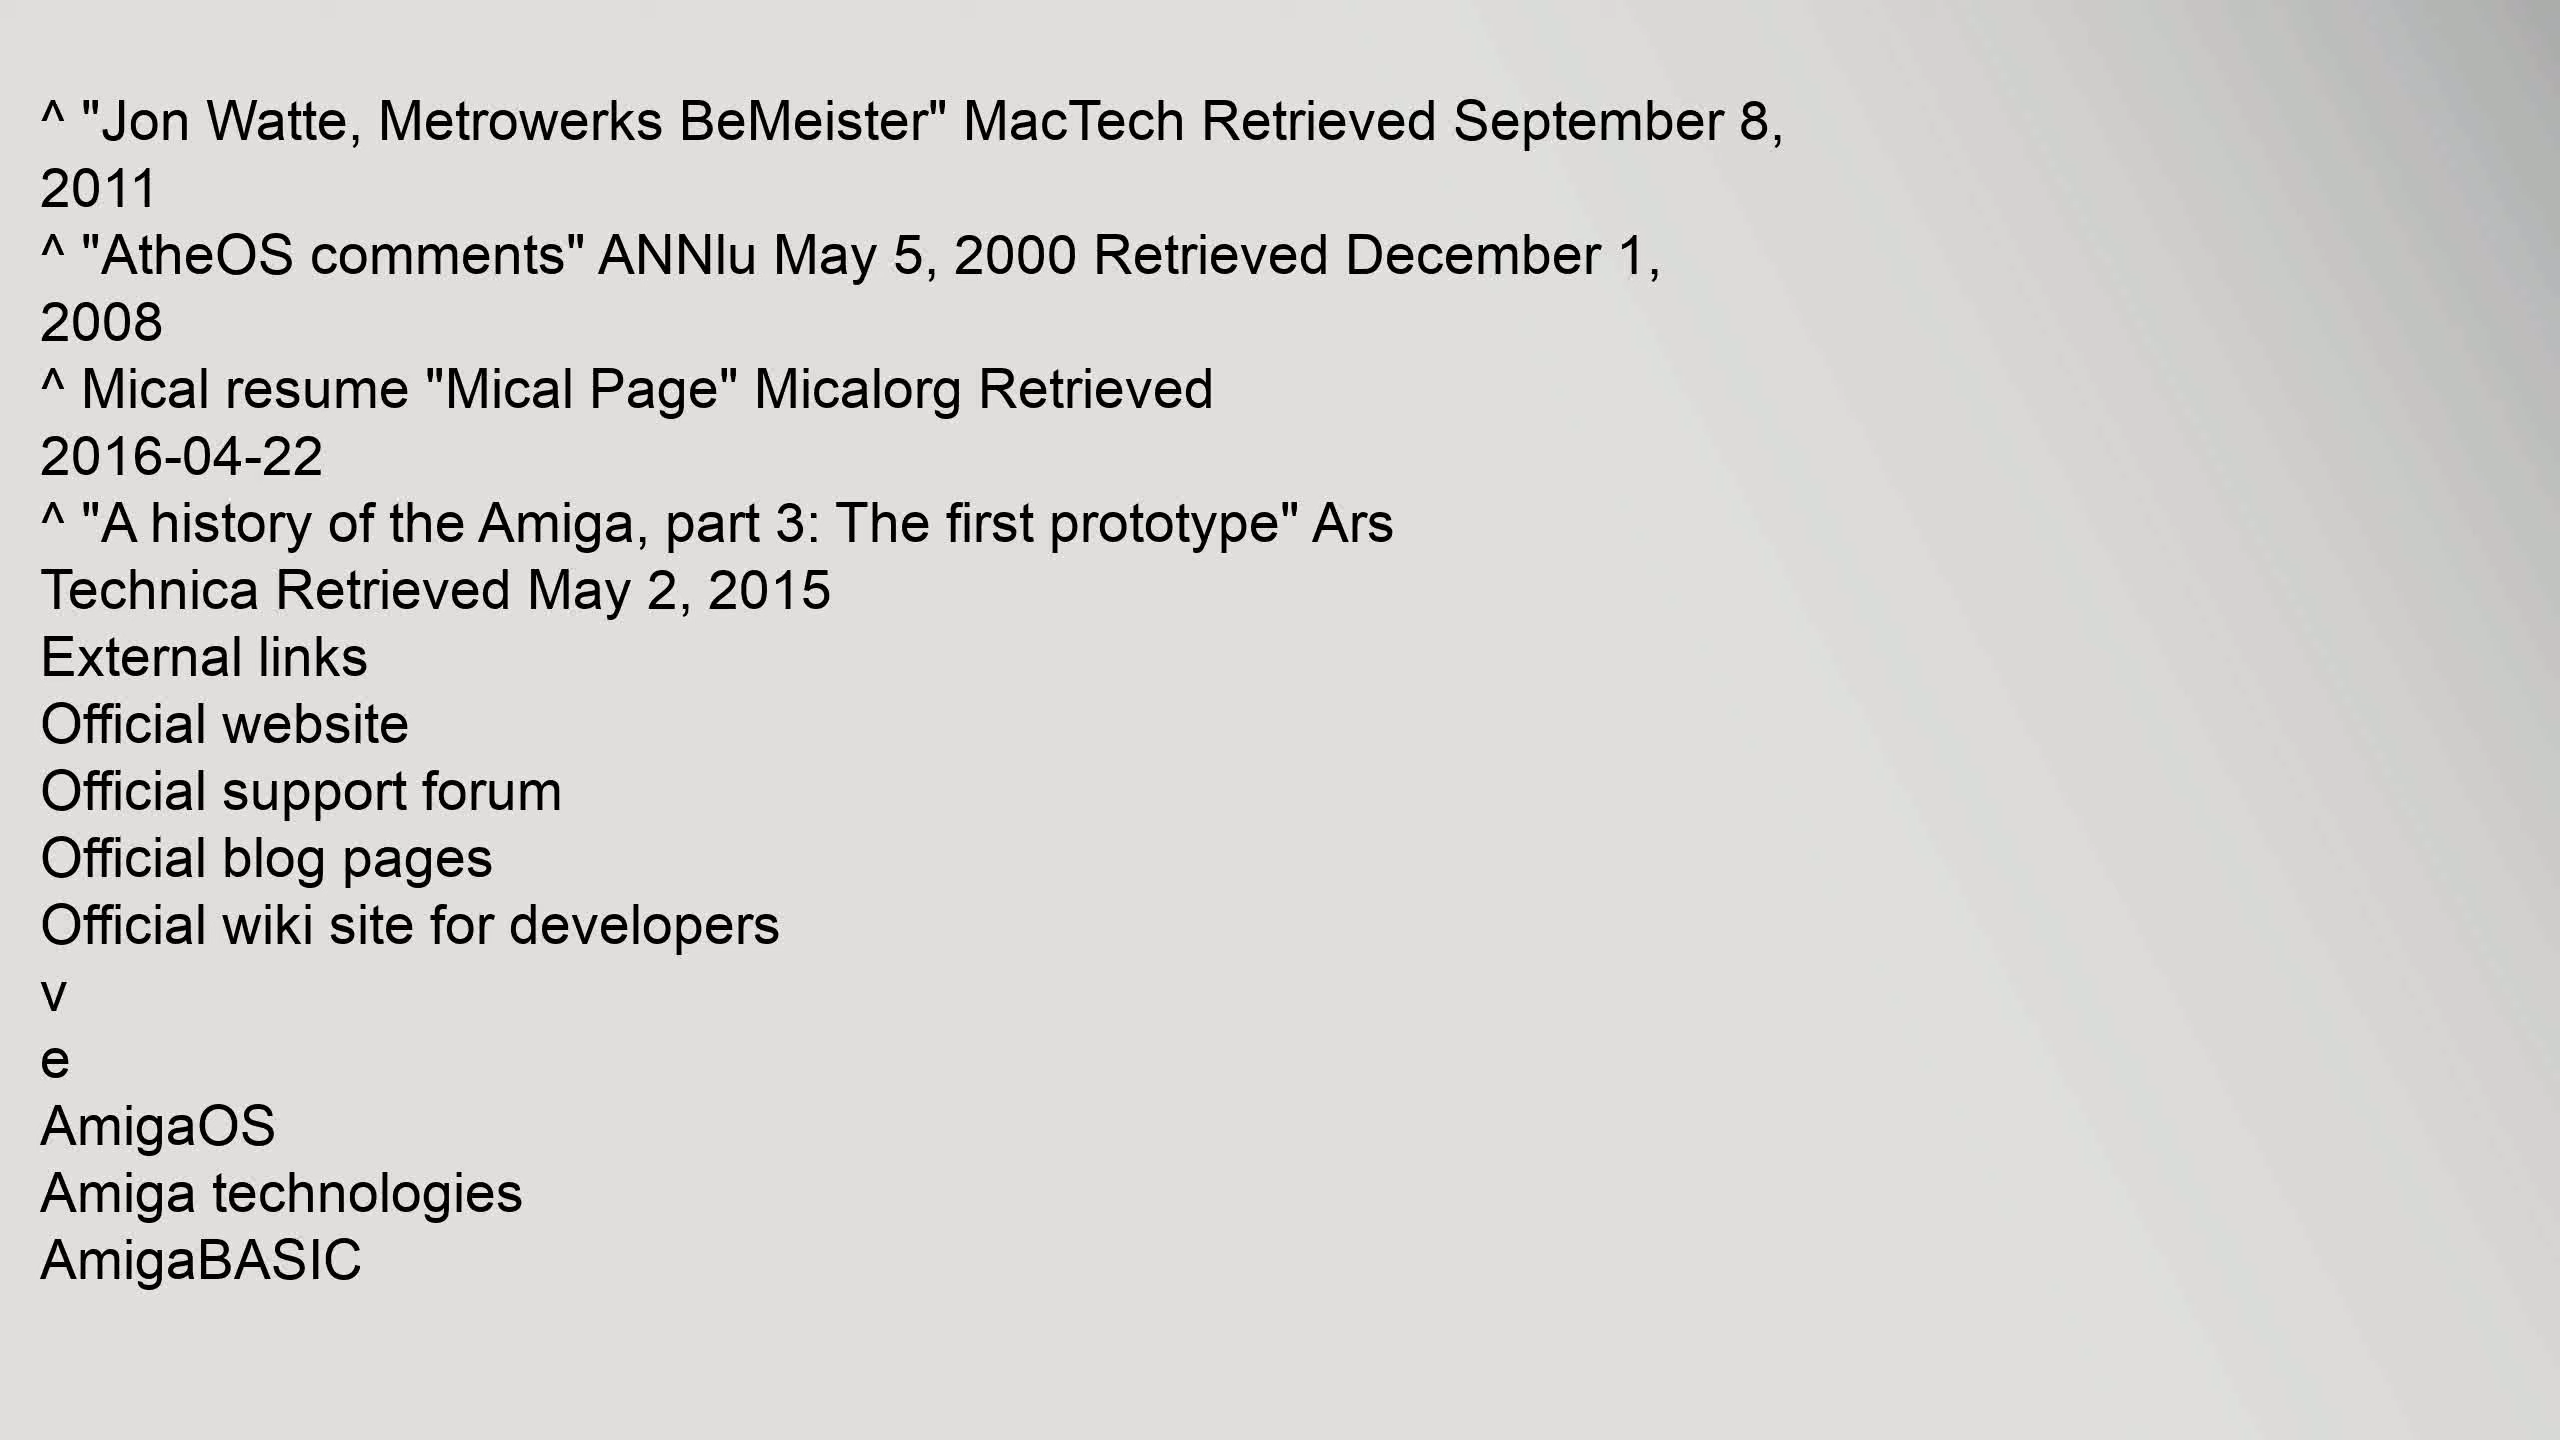 ^ "Jon Watte, Metrowerks BeMeister" MacTech Retrieved September 8,
2011
^ "AtheOS comments" ANNlu May 5, 2000 Retrieved December 1,
2008
^ Mical resume "Mical Page" Micalorg Retrieved
2016-04-22
^ "A history of the Amiga, part 3: The first prototype" Ars
Technica Retrieved May 2, 2015
External links
Official website
Official support forum
Official blog pages
Official wiki site for developers
v
e
AmigaOS
Amiga technologies
AmigaBASIC